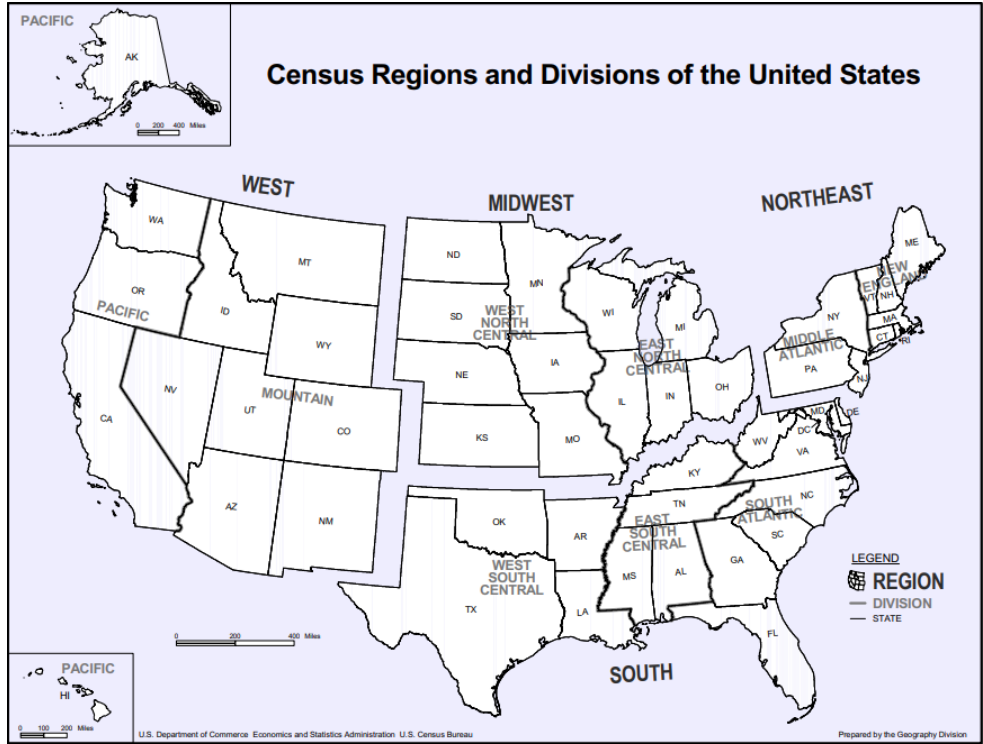 PACIFIC
AK
0 200 400 Miles
Census Regions and Divisions of the United States
WEST
MIDWEST
NORTHEAST
WA
OR
PACIFIC
CA
NV
ID
MT
WY
MOUNTAIN
UT
CO
AZ
NM
ND
SD
WEST
NORTH
CENTRAL
NE
KS
MN
IA
MO
WI
MI
EAST
NORTH
CENTRAL
IL
IN
OH
ME
NEW
ENGLAND
VT
NH
MA
CT
RI
NY
MIDDLE
ATLANTIC
PA
NJ
MD
DE
DC
WV
VA
KY
TN
NC
SOUTH
ATLANTIC
SC
GA
FL
EAST
SOUTH
CENTRAL
MS
AL
OK
AR
WEST
SOUTH
CENTRAL
TX
LA
SOUTH
LEGEND
REGION
DIVISION
STATE
0 200 400 Miles
PACIFIC
HI
0 100 200 Miles
U.S. Department of Commerce Economics and Statistics Administration U.S. Census Bureau
Prepared by the Geography Division